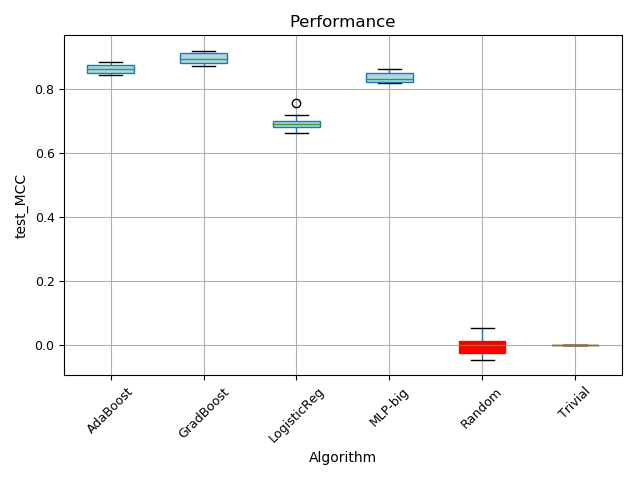 Performance
test_MCC
0.8
0.6
0.4
0.2
0.0
AdaBoost
GradBoost
LogisticReg
MLP-big
Random
Trivial
Algorithm